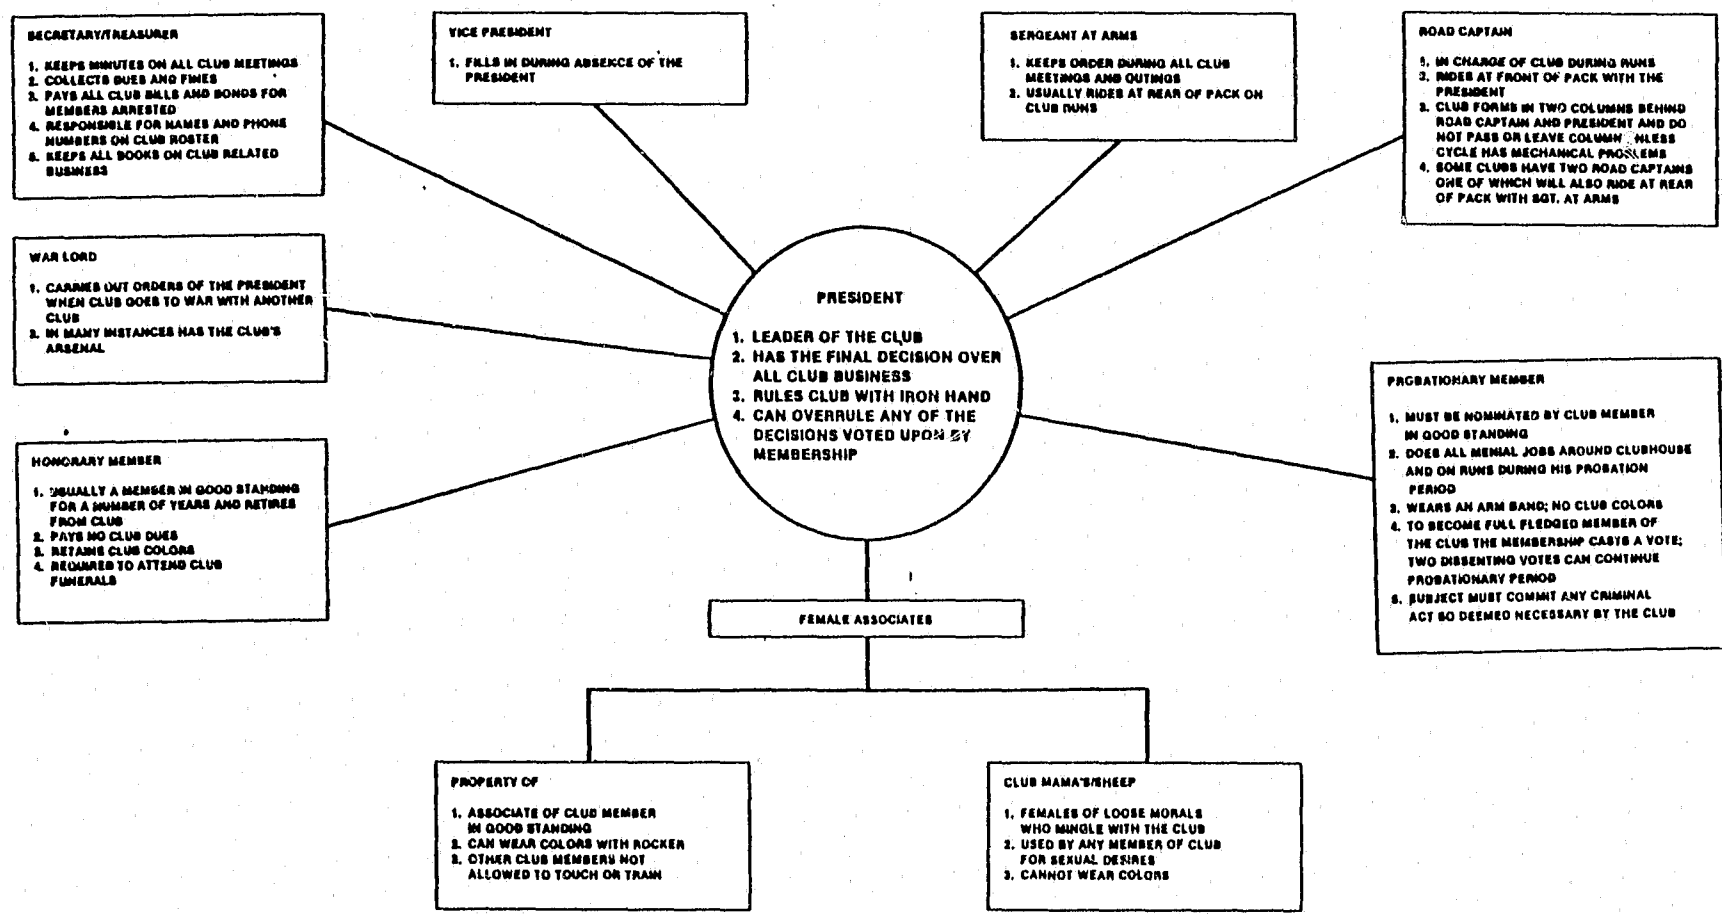 SECRETARY/TREASURER
1. KEEPS MINUTES ON ALL CLUB MEETINGS
2. COLLECTS DUES AND FINES
3. PAYS ALL CLUB BILLS AND BONDS FOR
MEMBERS ARRESTED
4. RESPONSIBLE FOR NAMES AND PHONE
NUMBERS ON CLUB ROSTER
5. KEEPS ALL BOOKS ON CLUB RELATED
BUSINESS
VICE PRESIDENT
1. FILLS IN DURING ABSENCE OF THE
PRESIDENT
SERGEANT AT ARMS
1. KEEPS ORDER DURING ALL CLUB
MEETINGS AND OUTINGS
2. USUALLY RIDES AT REAR OF PACK ON
CLUB RUNS
ROAD CAPTAIN
1. IN CHARGE OF CLUB DURING RUNS
2. RIDES AT FRONT OF PACK WITH THE
PRESIDENT
3. CLUB FORMS IN TWO COLUMNS BEHIND
ROAD CAPTAIN AND PRESIDENT AND DO
NOT PASS OR LEAVE COLUMN UNLESS
CYCLE HAS MECHANICAL PROBLEMS
4. SOME CLUBS HAVE TWO ROAD CAPTAINS
ONE OF WHICH WILL ALSO RIDE AT REAR
OF PACK WITH SGT. AT ARMS
WAR LORD
1. CARRIES OUT ORDERS OF THE PRESIDENT
WHEN CLUB GOES TO WAR WITH ANOTHER
CLUB
2. IN MANY INSTANCES HAS THE CLUB'S
ARSENAL
PRESIDENT
1. LEADER OF THE CLUB
2. HAS THE FINAL DECISION OVER
ALL CLUB BUSINESS
3. RULES CLUB WITH IRON HAND
4. CAN OVERRULE ANY OF THE
DECISIONS VOTED UPON BY
MEMBERSHIP
PROBATIONARY MEMBER
1. MUST BE NOMINATED BY CLUB MEMBER
IN GOOD STANDING
2. DOES ALL MENIAL JOBS AROUND CLUBHOUSE
AND ON RUNS DURING HIS PROBATION
PERIOD
3. WEARS AN ARM BAND; NO CLUB COLORS
4. TO BECOME FULL FLEDGED MEMBER OF
THE CLUB THE MEMBERSHIP CASTS A VOTE;
TWO DISSENTING VOTES CAN CONTINUE
PROBATIONARY PERIOD
5. SUBJECT MUST COMMIT ANY CRIMINAL
ACT SO DEEMED NECESSARY BY THE CLUB
HONORARY MEMBER
1. USUALLY A MEMBER IN GOOD STANDING
FOR A NUMBER OF YEARS AND RETIRES
FROM CLUB
2. PAYS NO CLUB DUES
3. RETAINS CLUB COLORS
4. REQUIRED TO ATTEND CLUB
FUNERALS
FEMALE ASSOCIATES
PROPERTY OF
1. ASSOCIATE OF CLUB MEMBER
IN GOOD STANDING
2. CAN WEAR COLORS WITH ROCKER
3. OTHER CLUB MEMBERS NOT
ALLOWED TO TOUCH OR TRAIN
CLUB MAMA'S/SHEEP
1. FEMALES OF LOOSE MORALS
WHO MINGLE WITH THE CLUB
2. USED BY ANY MEMBER OF CLUB
FOR SEXUAL DESIRES
3. CANNOT WEAR COLORS